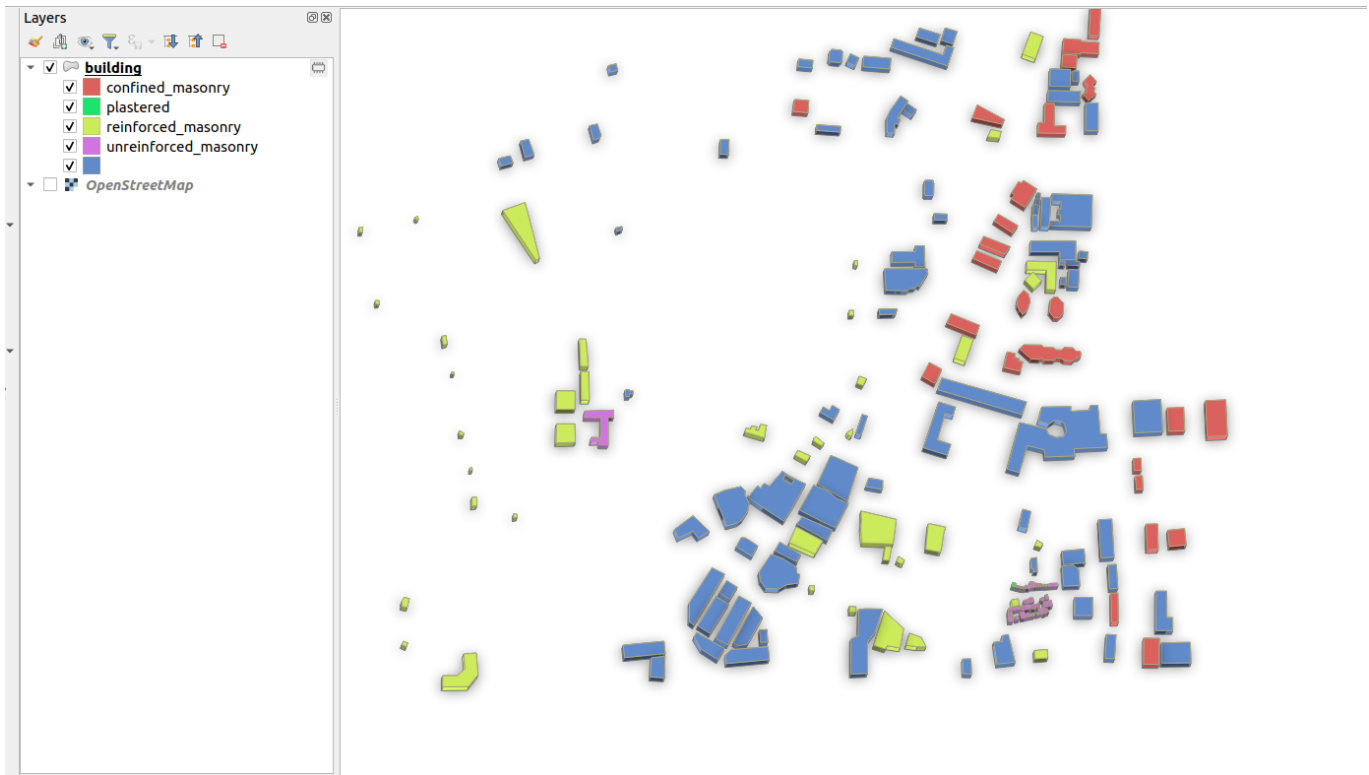 Layers
building
confined_masonry
plastered
reinforced_masonry
unreinforced_masonry
OpenStreetMap